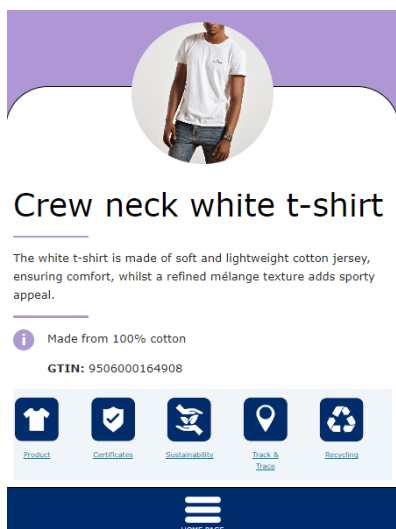 Crew neck white t-shirt
The white t-shirt is made of soft and lightweight cotton jersey,
ensuring comfort, whilst a refined mélange texture adds sporty
appeal.
Made from 100% cotton
GTIN: 9506000164908
Product Certificates Sustainability Track &
Trace Recycling
HOME PAGE